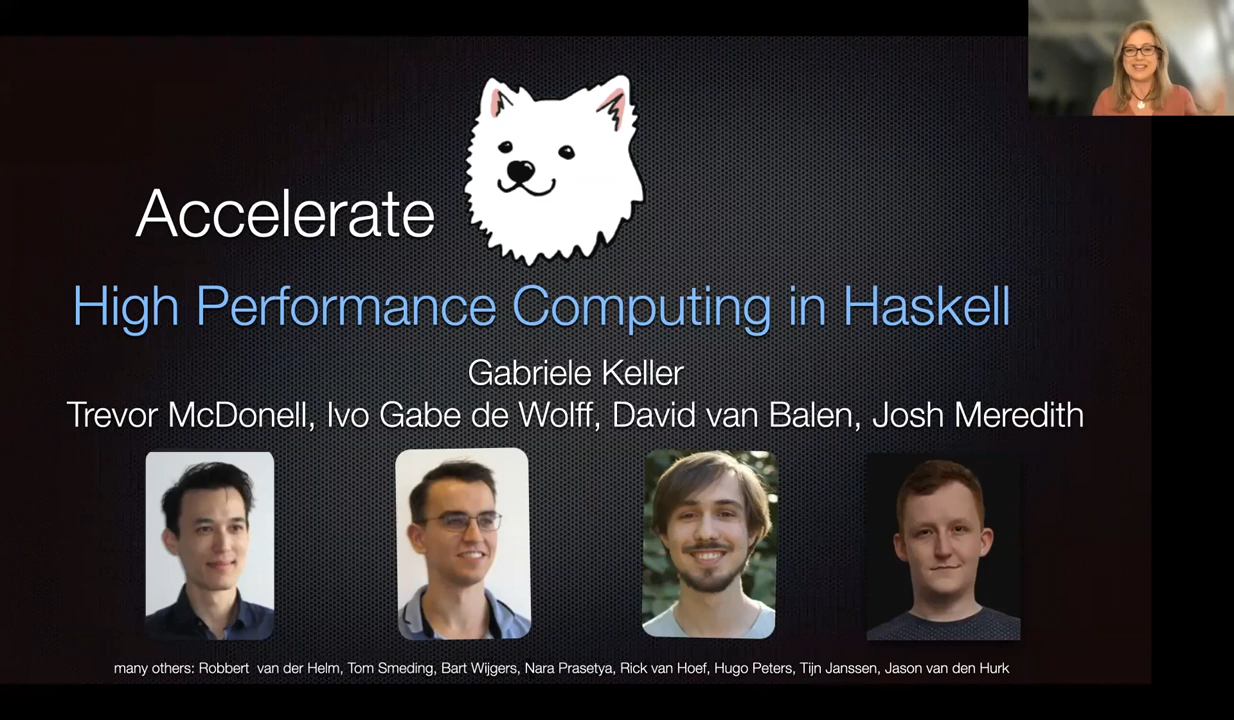 Accelerate
High Performance Computing in Haskell
Gabriele Keller
Trevor McDonell, Ivo Gabe de Wolff, David van Balen, Josh Meredith
many others: Robbert van der Helm, Tom Smeding, Bart Wijgers, Nara Prasetya, Rick van Hoef, Hugo Peters, Tijn Janssen, Jason van den Hurk